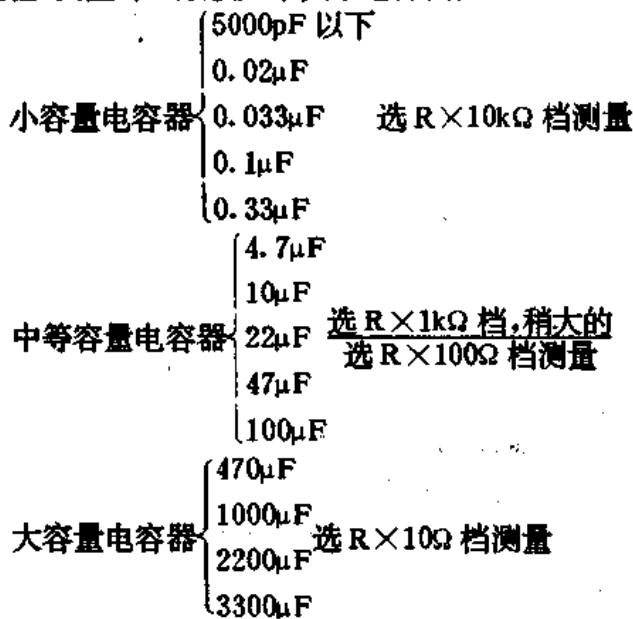 5000pF 以下
0.02μF
小容量电容器 0.033μF 选 R×10kΩ 档测量
0.1μF
0.33μF
4.7μF
10μF
中等容量电容器 22μF 选 R×1kΩ 档,稍大的
选 R×100Ω 档测量
47μF
100μF
470μF
1000μF
大容量电容器 选 R×10Ω 档测量
2200μF
3300μF